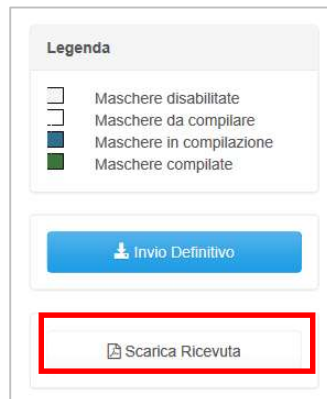 Legenda
Maschere disabilitate
Maschere da compilare
Maschere in compilazione
Maschere compilate
Invio Definitivo
Scarica Ricevuta